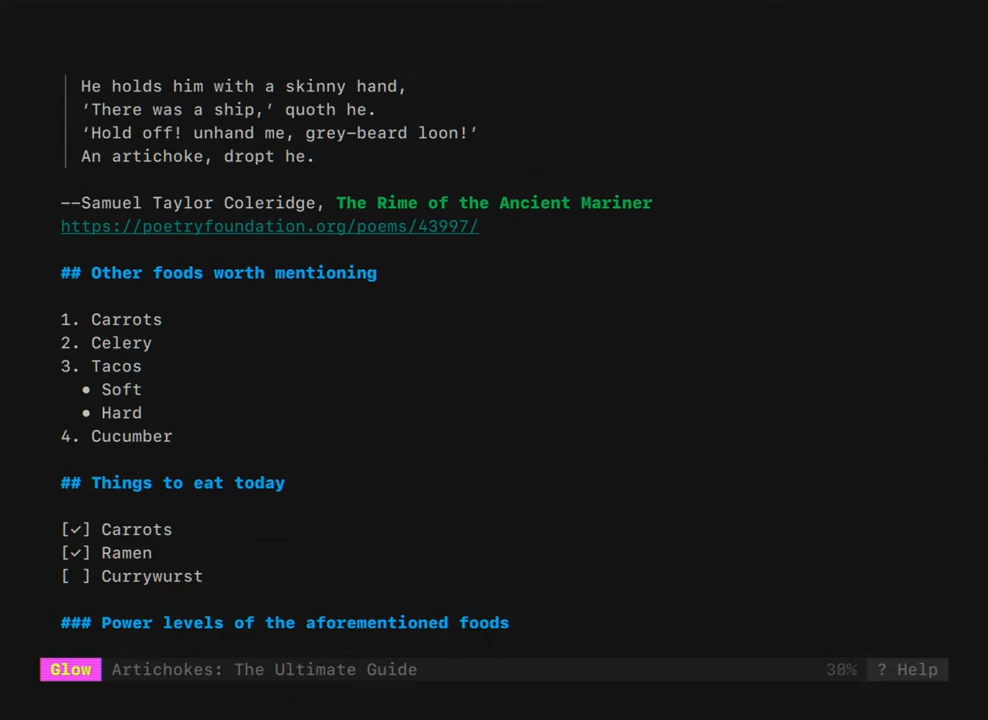 He holds him with a skinny hand,
‘There was a ship,’ quoth he.
‘Hold off! unhand me, grey-beard loon!’
An artichoke, dropt he.
--Samuel Taylor Coleridge, The Rime of the Ancient Mariner
https://poetryfoundation.org/poems/43997/
## Other foods worth mentioning
1. Carrots
2. Celery
3. Tacos
• Soft
• Hard
4. Cucumber
## Things to eat today
[✓] Carrots
[✓] Ramen
[ ] Currywurst
### Power levels of the aforementioned foods
Glow Artichokes: The Ultimate Guide 30% ? Help